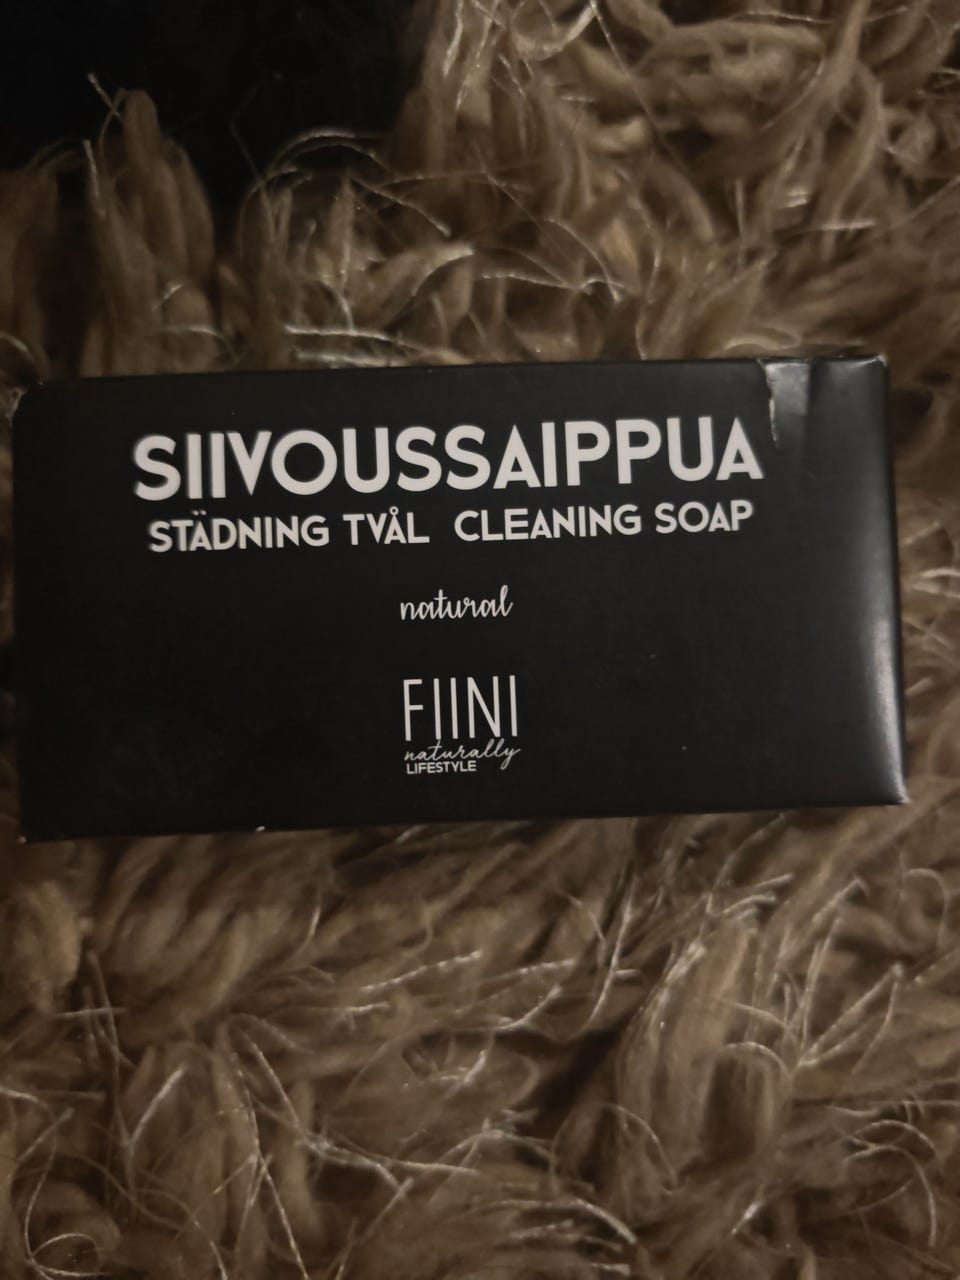 SIIVOUSSAIPPUA
STÄDNING TVÅL CLEANING SOAP
natural
FIINI
naturally
LIFESTYLE